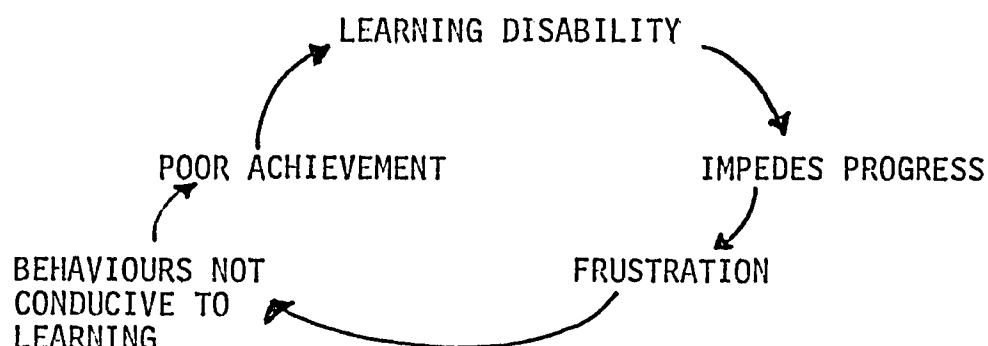 LEARNING DISABILITY
POOR ACHIEVEMENT
IMPEDES PROGRESS
BEHAVIOURS NOT
CONDUCIVE TO
LEARNING
FRUSTRATION